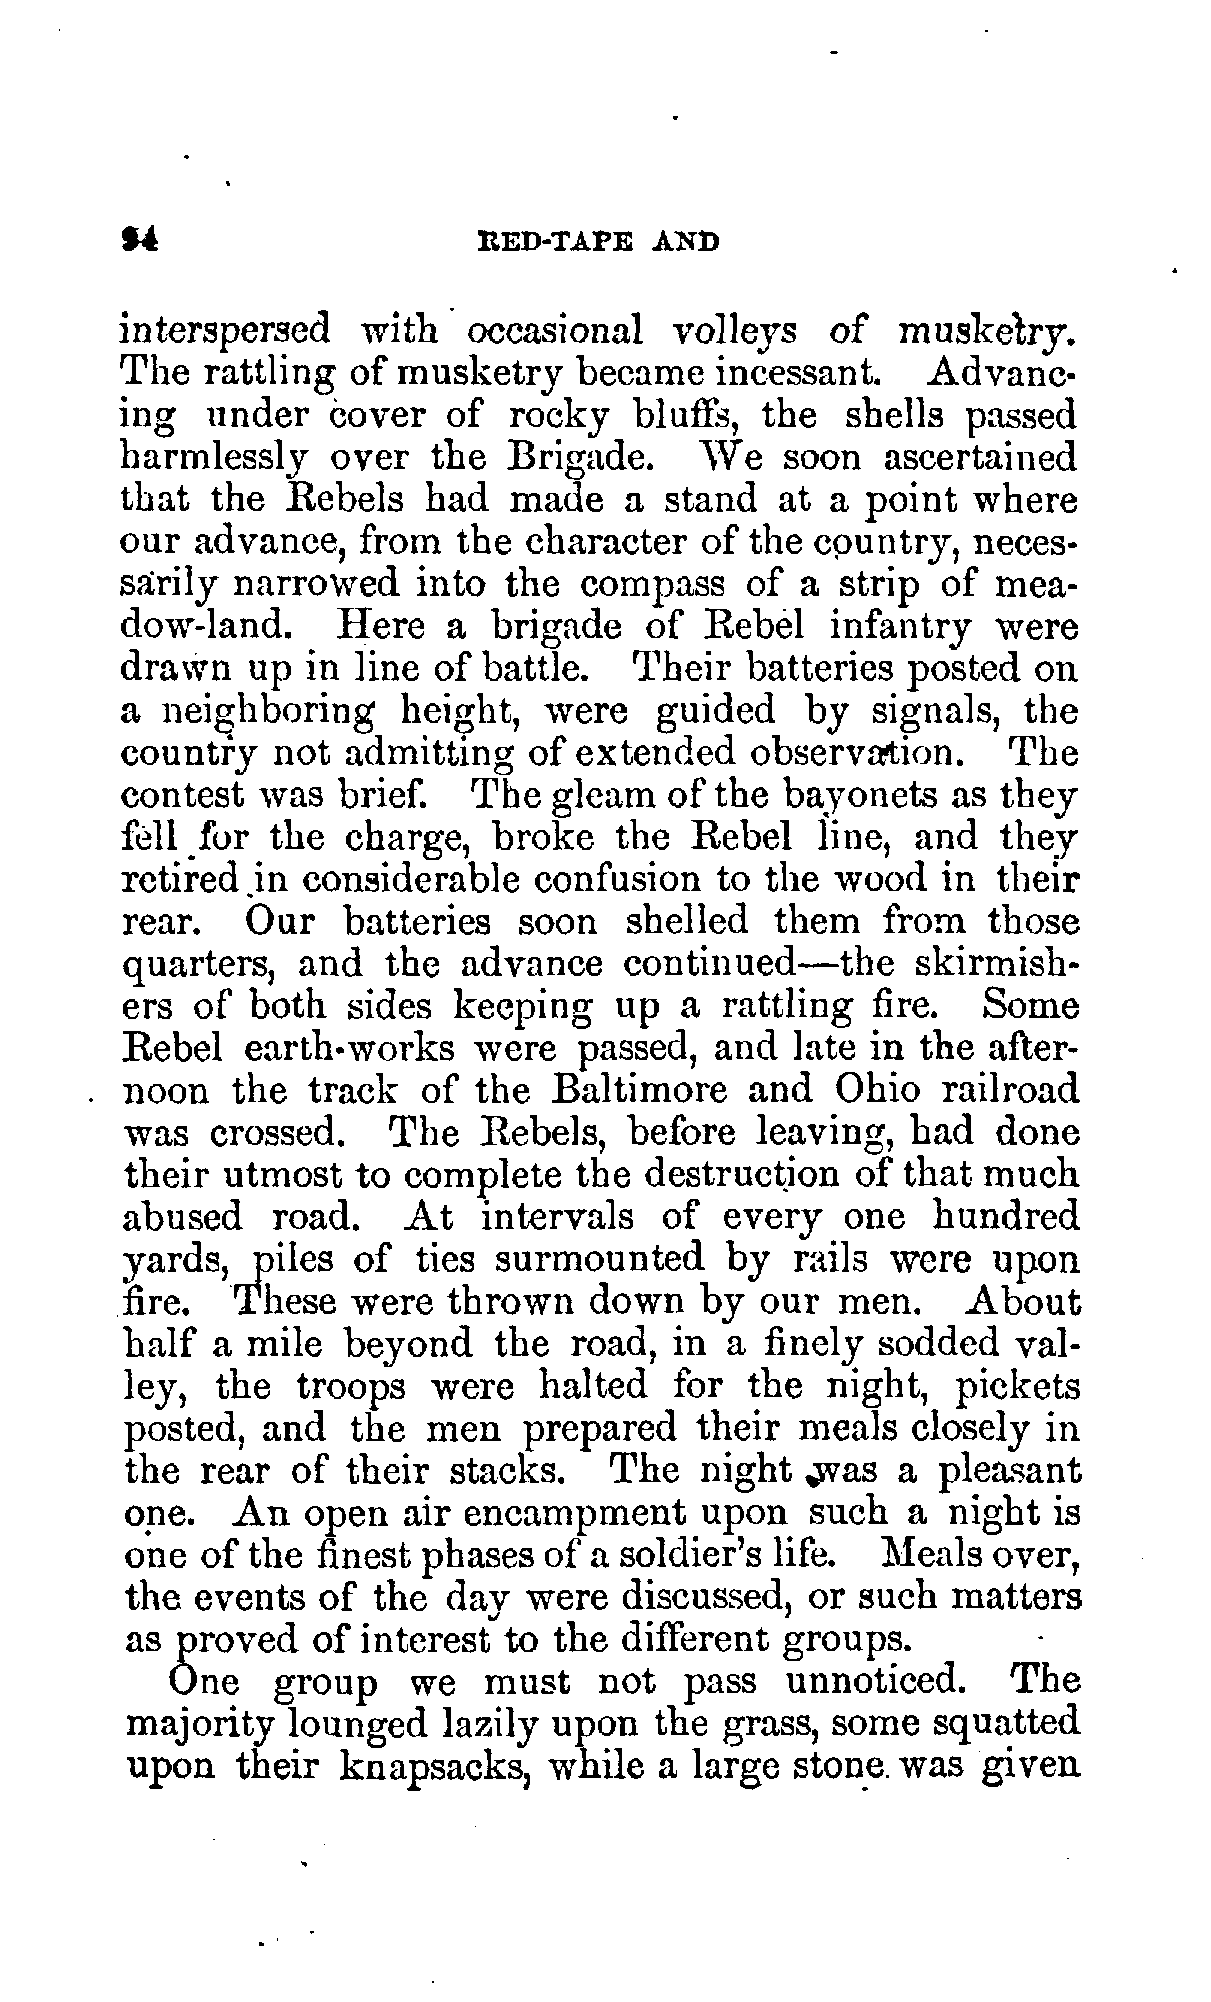 94 RED-TAPE AND
interspersed with occasional volleys of musketry.
The rattling of musketry became incessant. Advanc-
ing under cover of rocky bluffs, the shells passed
harmlessly over the Brigade. We soon ascertained
that the Rebels had made a stand at a point where
our advance, from the character of the country, neces-
sarily narrowed into the compass of a strip of mea-
dow-land. Here a brigade of Rebel infantry were
drawn up in line of battle. Their batteries posted on
a neighboring height, were guided by signals, the
country not admitting of extended observation. The
contest was brief. The gleam of the bayonets as they
fell for the charge, broke the Rebel line, and they
retired in considerable confusion to the wood in their
rear. Our batteries soon shelled them from those
quarters, and the advance continued—the skirmish-
ers of both sides keeping up a rattling fire. Some
Rebel earth-works were passed, and late in the after-
noon the track of the Baltimore and Ohio railroad
was crossed. The Rebels, before leaving, had done
their utmost to complete the destruction of that much
abused road. At intervals of every one hundred
yards, piles of ties surmounted by rails were upon
fire. These were thrown down by our men. About
half a mile beyond the road, in a finely sodded val-
ley, the troops were halted for the night, pickets
posted, and the men prepared their meals closely in
the rear of their stacks. The night was a pleasant
one. An open air encampment upon such a night is
one of the finest phases of a soldier's life. Meals over,
the events of the day were discussed, or such matters
as proved of interest to the different groups.
One group we must not pass unnoticed. The
majority lounged lazily upon the grass, some squatted
upon their knapsacks, while a large stone was given